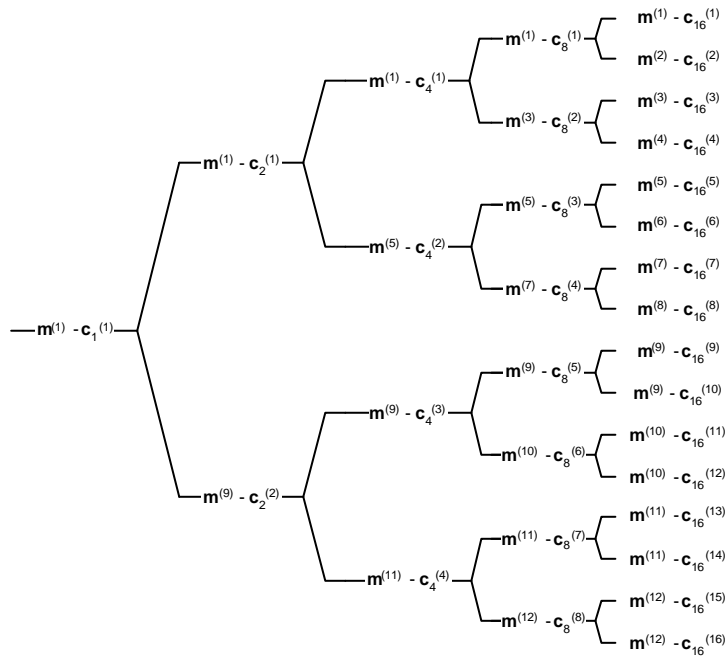 m(1) - c16(1)
m(1) - c8(1)
m(2) - c16(2)
m(1) - c4(1)
m(3) - c16(3)
m(3) - c8(2)
m(4) - c16(4)
m(1) - c2(1)
m(5) - c16(5)
m(5) - c8(3)
m(6) - c16(6)
m(5) - c4(2)
m(7) - c16(7)
m(7) - c8(4)
m(8) - c16(8)
m(1) - c1(1)
m(9) - c16(9)
m(9) - c8(5)
m(9) - c16(10)
m(9) - c4(3)
m(10) - c16(11)
m(10) - c8(6)
m(10) - c16(12)
m(9) - c2(2)
m(11) - c16(13)
m(11) - c8(7)
m(11) - c16(14)
m(11) - c4(4)
m(12) - c16(15)
m(12) - c8(8)
m(12) - c16(16)